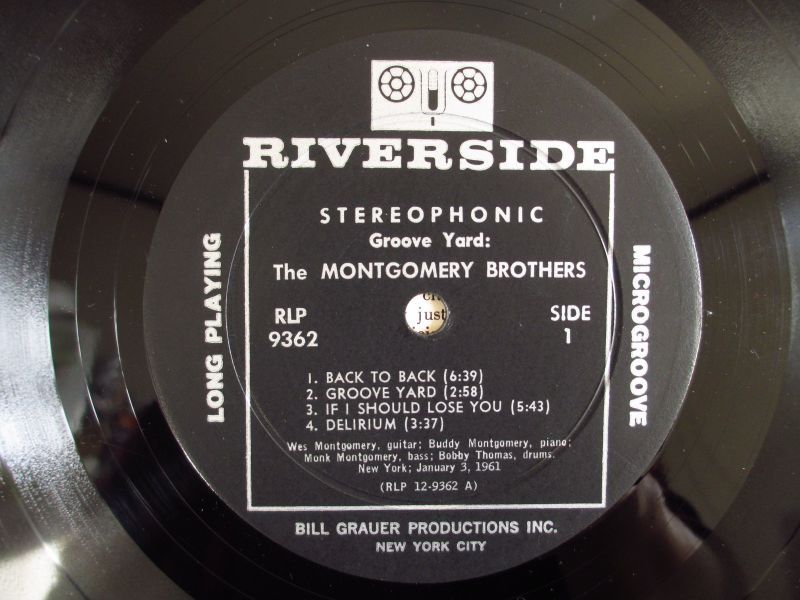 RIVERSIDE
STEREOPHONIC
Groove Yard:
The MONTGOMERY BROTHERS
RLP
9362
SIDE
1
just
1. BACK TO BACK (6:39)
2. GROOVE YARD (2:58)
3. IF I SHOULD LOSE YOU (5:43)
4. DELIRIUM (3:37)
Wes Montgomery, guitar; Buddy Montgomery, piano;
Monk Montgomery, bass; Bobby Thomas, drums.
New York; January 3, 1961
(RLP 12-9362 A)
LONG PLAYING
MICROGROOVE
BILL GRAUER PRODUCTIONS INC.
NEW YORK CITY